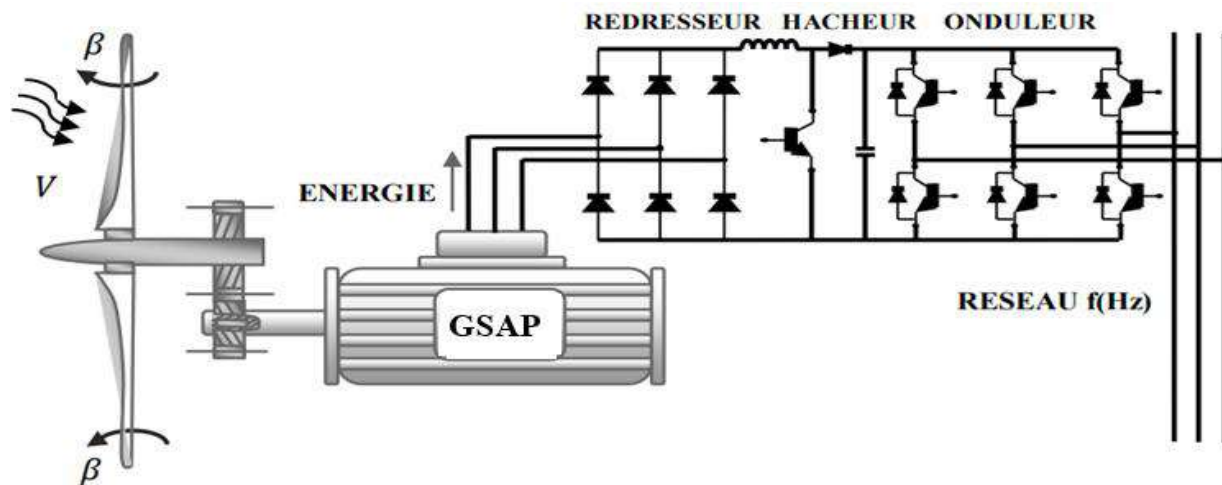 REDRESSEUR HACHEUR ONDULEUR
β
V
ENERGIE
GSAP
RESEAU f(Hz)
β